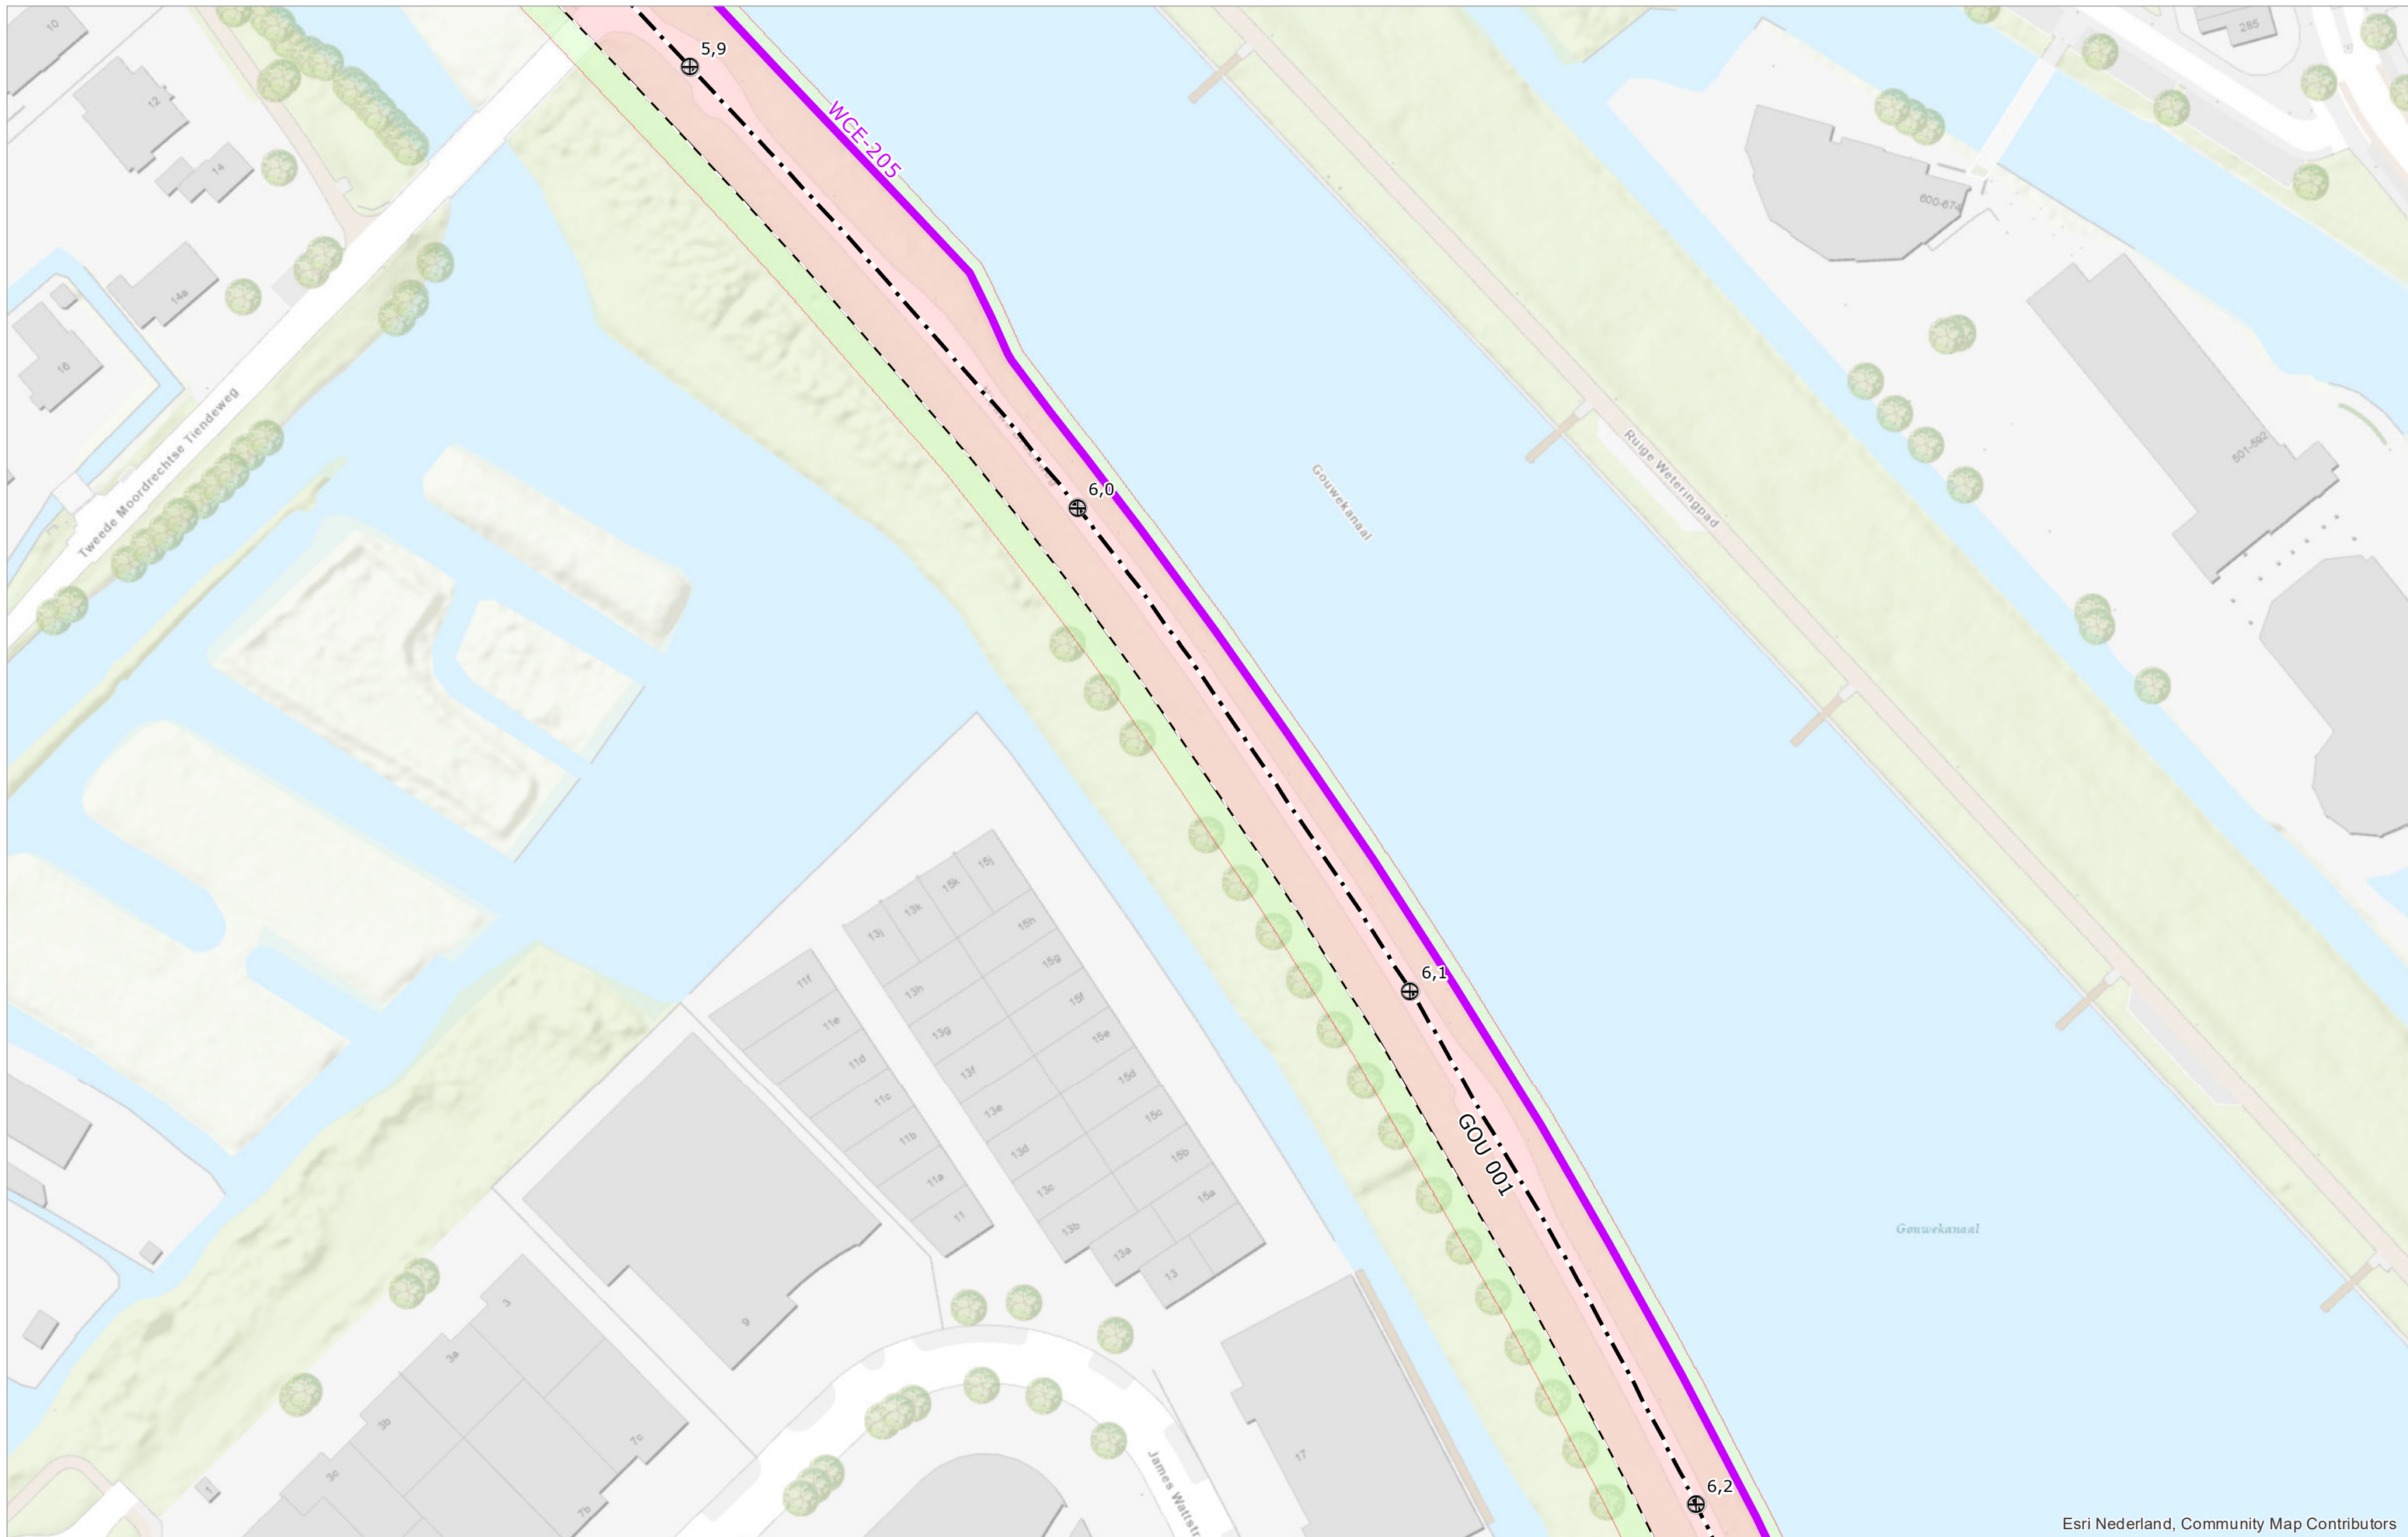 10
12
14
14a
16
Tweede Moordrechtse Tiendeweg
5,9
WCE-205
6,0
Gouwekanaal
Ruige Weteringpad
285
600-674
501-592
6,1
GOU 001
Gouwekanaal
6,2
15j
15k
13k
13j
15h
15g
13h
15f
13g
15e
13f
15d
13e
15c
13d
15b
13c
15a
13b
13a
13
11f
11e
11d
11c
11b
11a
11
9
3
3a
3b
3c
7c
7b
1
17
James Wattstr
Esri Nederland, Community Map Contributors